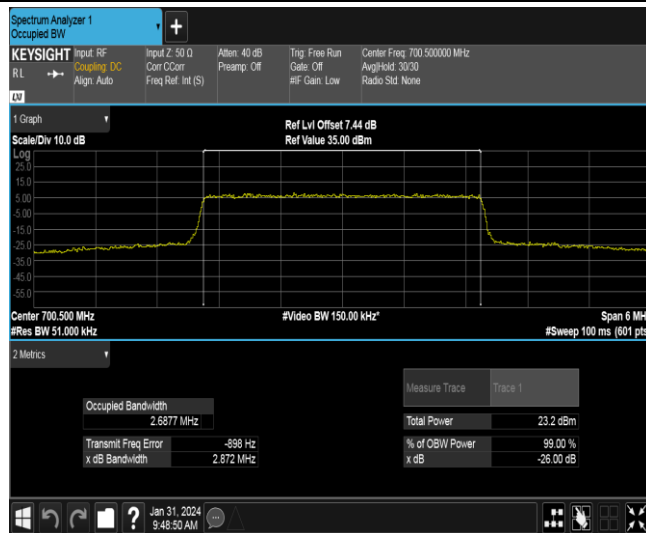 Spectrum Analyzer 1
Occupied BW
+
KEYSIGHT
RL
LXI
Input: RF
Coupling: DC
Align: Auto
Input Z: 50 Ω
Corr CCorr
Freq Ref: Int (S)
Atten: 40 dB
Preamp: Off
Trig: Free Run
Gate: Off
#IF Gain: Low
Center Freq: 700.500000 MHz
Avg|Hold: 30/30
Radio Std: None
1 Graph
Scale/Div 10.0 dB
Ref Lvl Offset 7.44 dB
Ref Value 35.00 dBm
Log
25.0
15.0
5.00
-5.00
-15.0
-25.0
-35.0
-45.0
-55.0
Center 700.500 MHz
#Video BW 150.00 kHz*
Span 6 MH
#Res BW 51.000 kHz
#Sweep 100 ms (601 pts
2 Metrics
Measure Trace Trace 1
Occupied Bandwidth
2.6877 MHz
Total Power 23.2 dBm
Transmit Freq Error -898 Hz
% of OBW Power 99.00 %
x dB Bandwidth 2.872 MHz
x dB -26.00 dB
?
Jan 31, 2024
9:48:50 AM